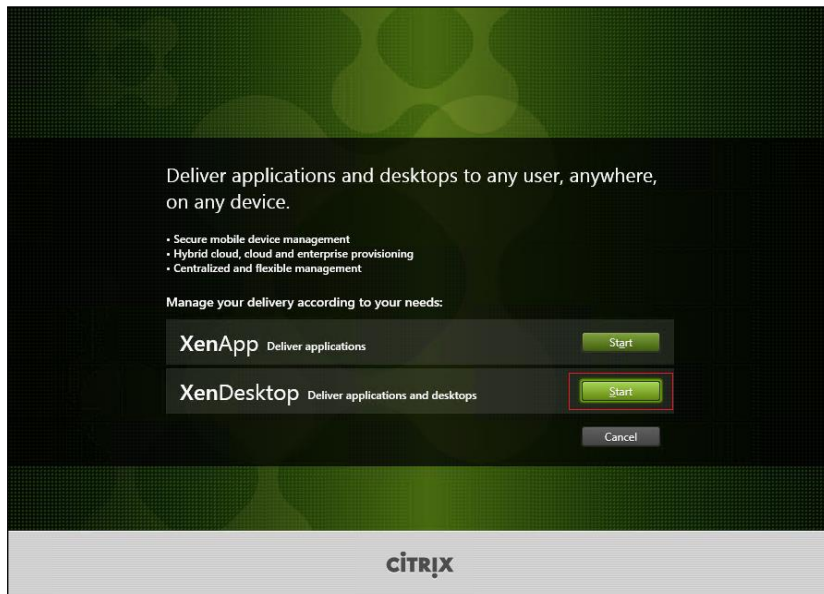 Deliver applications and desktops to any user, anywhere,
on any device.
• Secure mobile device management
• Hybrid cloud, cloud and enterprise provisioning
• Centralized and flexible management
Manage your delivery according to your needs:
XenApp Deliver applications
Start
XenDesktop Deliver applications and desktops
Start
Cancel
CİTRIX